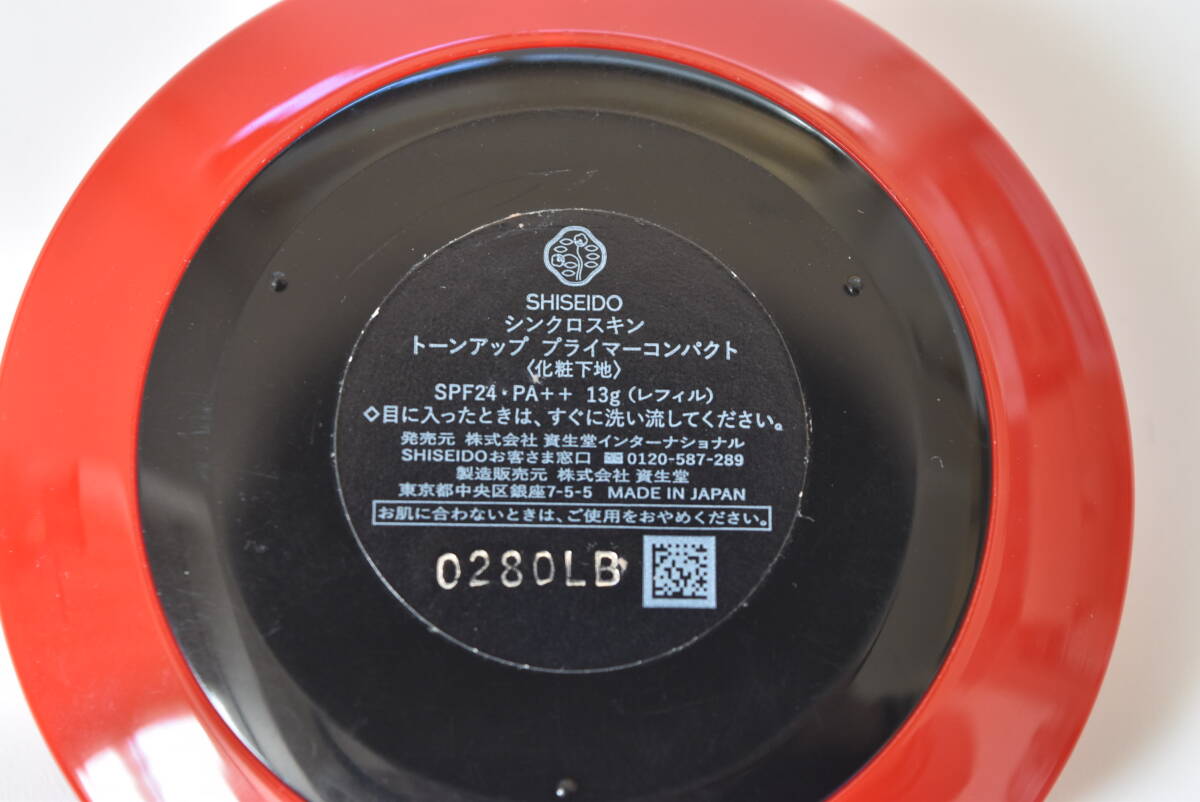 SHISEIDO
シンクロスキン
トーンアップ プライマーコンパクト
〈化粧下地〉
SPF24・PA++ 13g（レフィル）
◇目に入ったときは、すぐに洗い流してください。
発売元 株式会社 資生堂インターナショナル
SHISEIDOお客さま窓口 0120-587-289
製造販売元 株式会社 資生堂
東京都中央区銀座7-5-5 MADE IN JAPAN
お肌に合わないときは、ご使用をおやめください。
0280LB